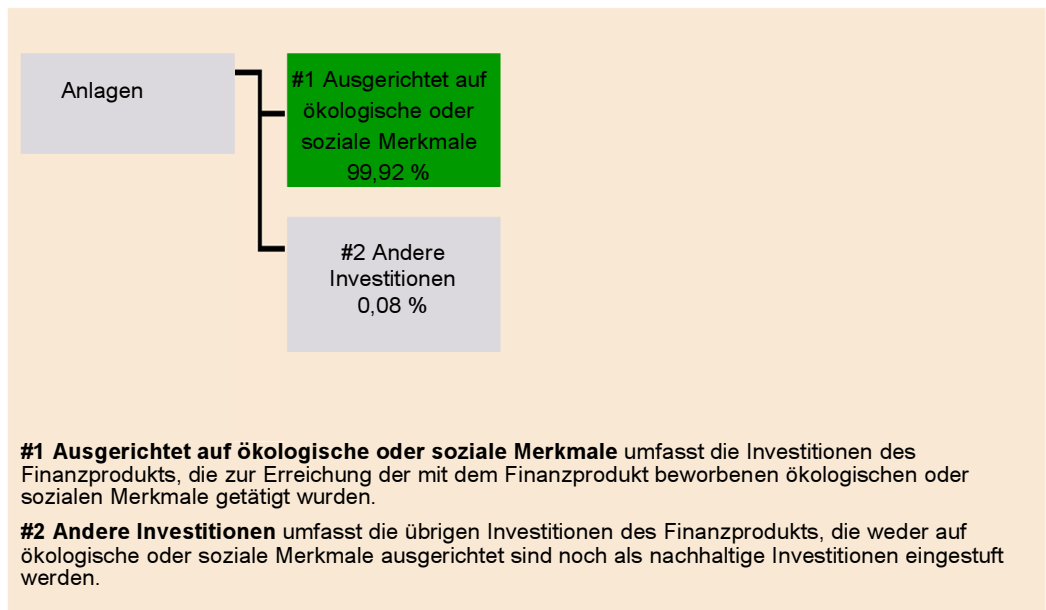 Anlagen
#1 Ausgerichtet auf
ökologische oder
soziale Merkmale
99,92 %
#2 Andere
Investitionen
0,08 %
#1 Ausgerichtet auf ökologische oder soziale Merkmale umfasst die Investitionen des
Finanzprodukts, die zur Erreichung der mit dem Finanzprodukt beworbenen ökologischen oder
sozialen Merkmale getätigt wurden.
#2 Andere Investitionen umfasst die übrigen Investitionen des Finanzprodukts, die weder auf
ökologische oder soziale Merkmale ausgerichtet sind noch als nachhaltige Investitionen eingestuft
werden.